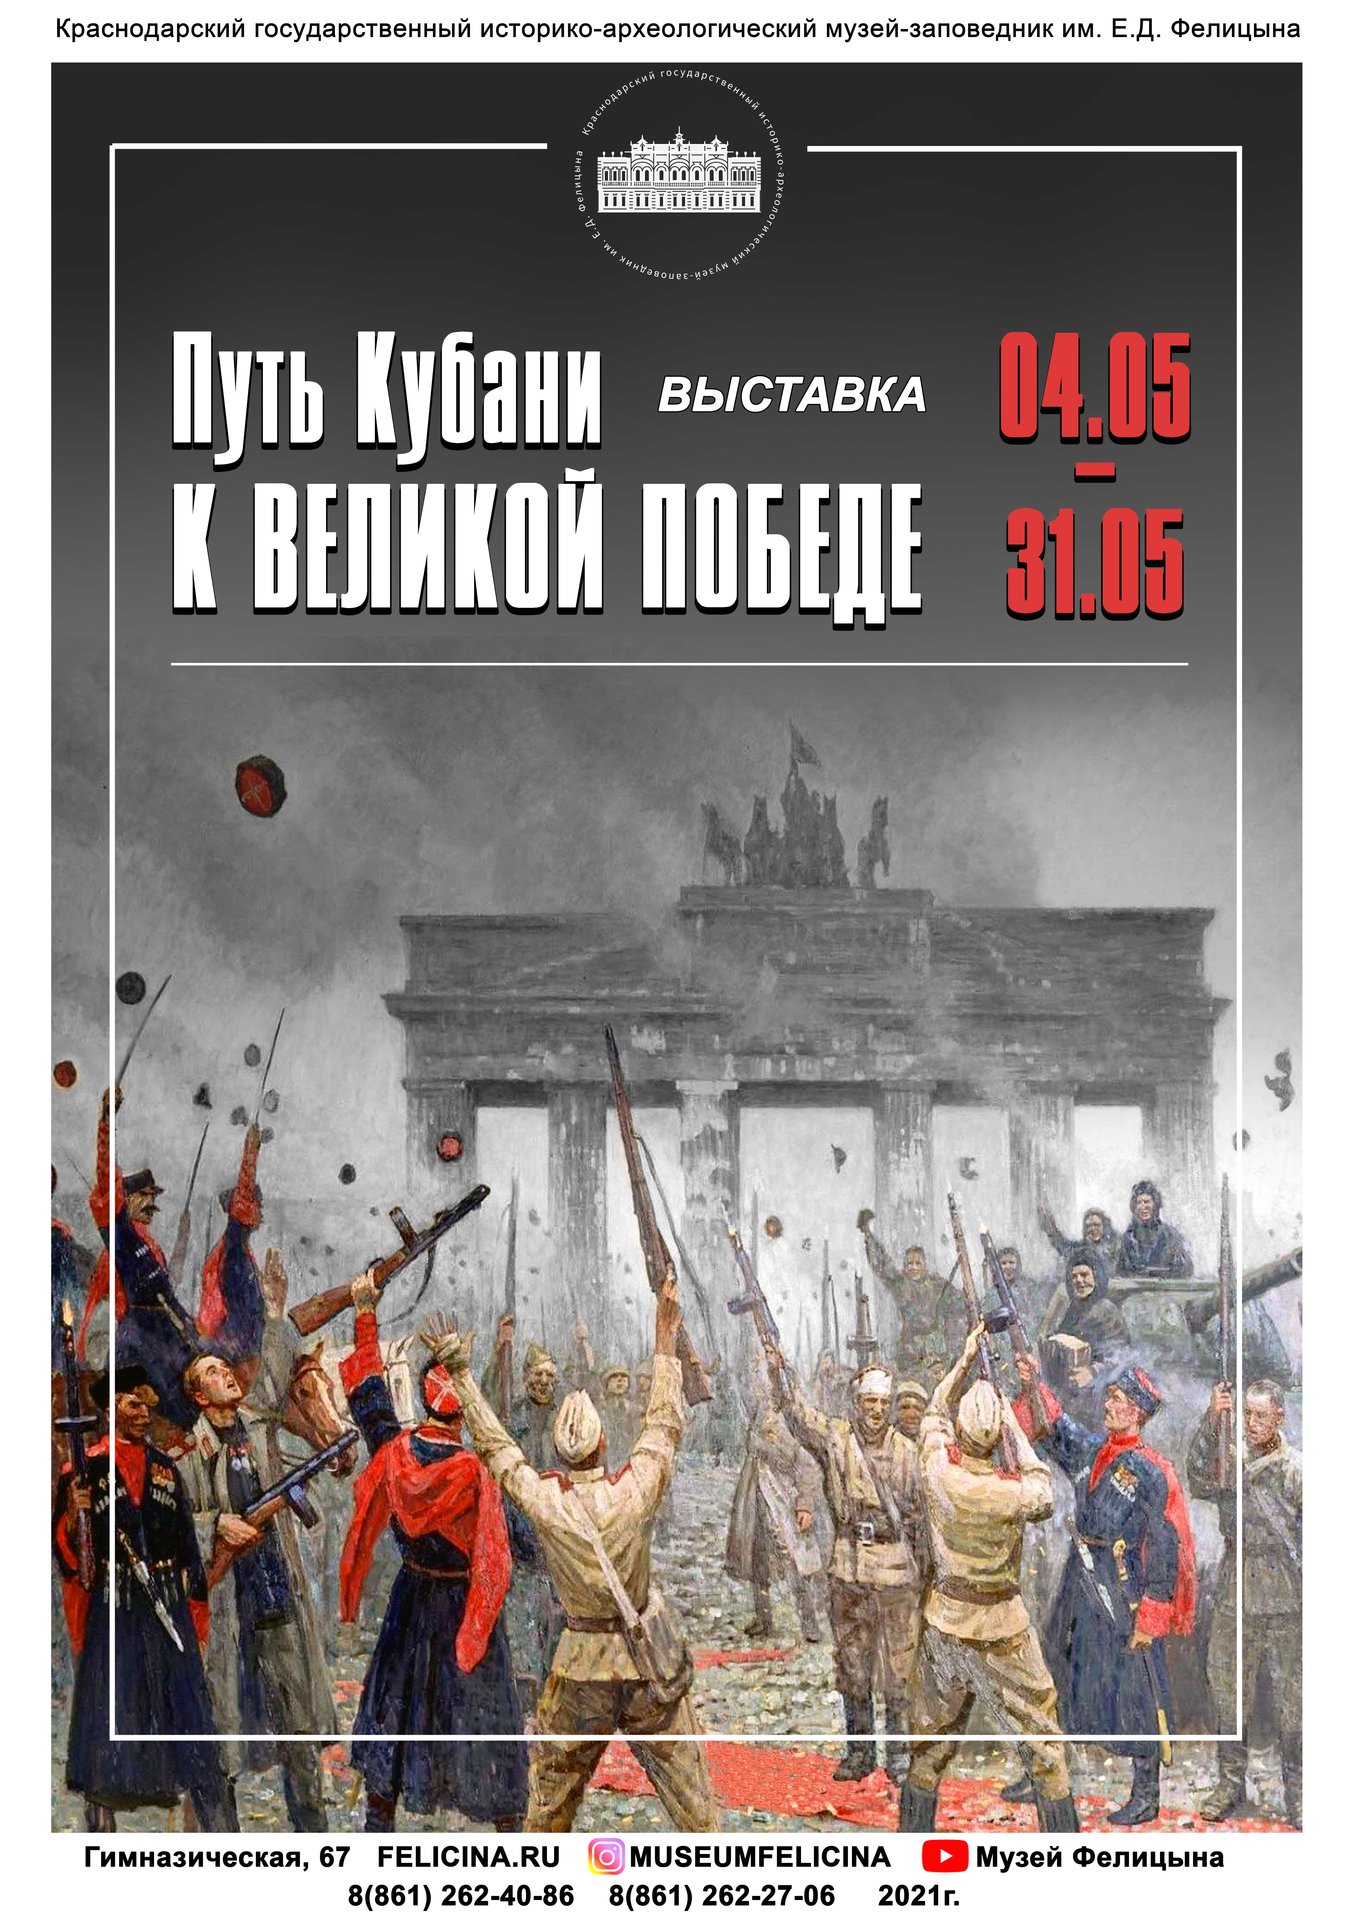 Краснодарский государственный историко-археологический музей-заповедник им. Е.Д. Фелицына
Краснодарский государственный историко-археологический музей-заповедник им. Е.Д. Фелицына
Путь Кубани
ВЫСТАВКА
К ВЕЛИКОЙ ПОБЕДЕ
04.05
–
31.05
Гимназическая, 67 FELICINA.RU MUSEUMFELICINA Музей Фелицына
8(861) 262-40-86 8(861) 262-27-06 2021г.